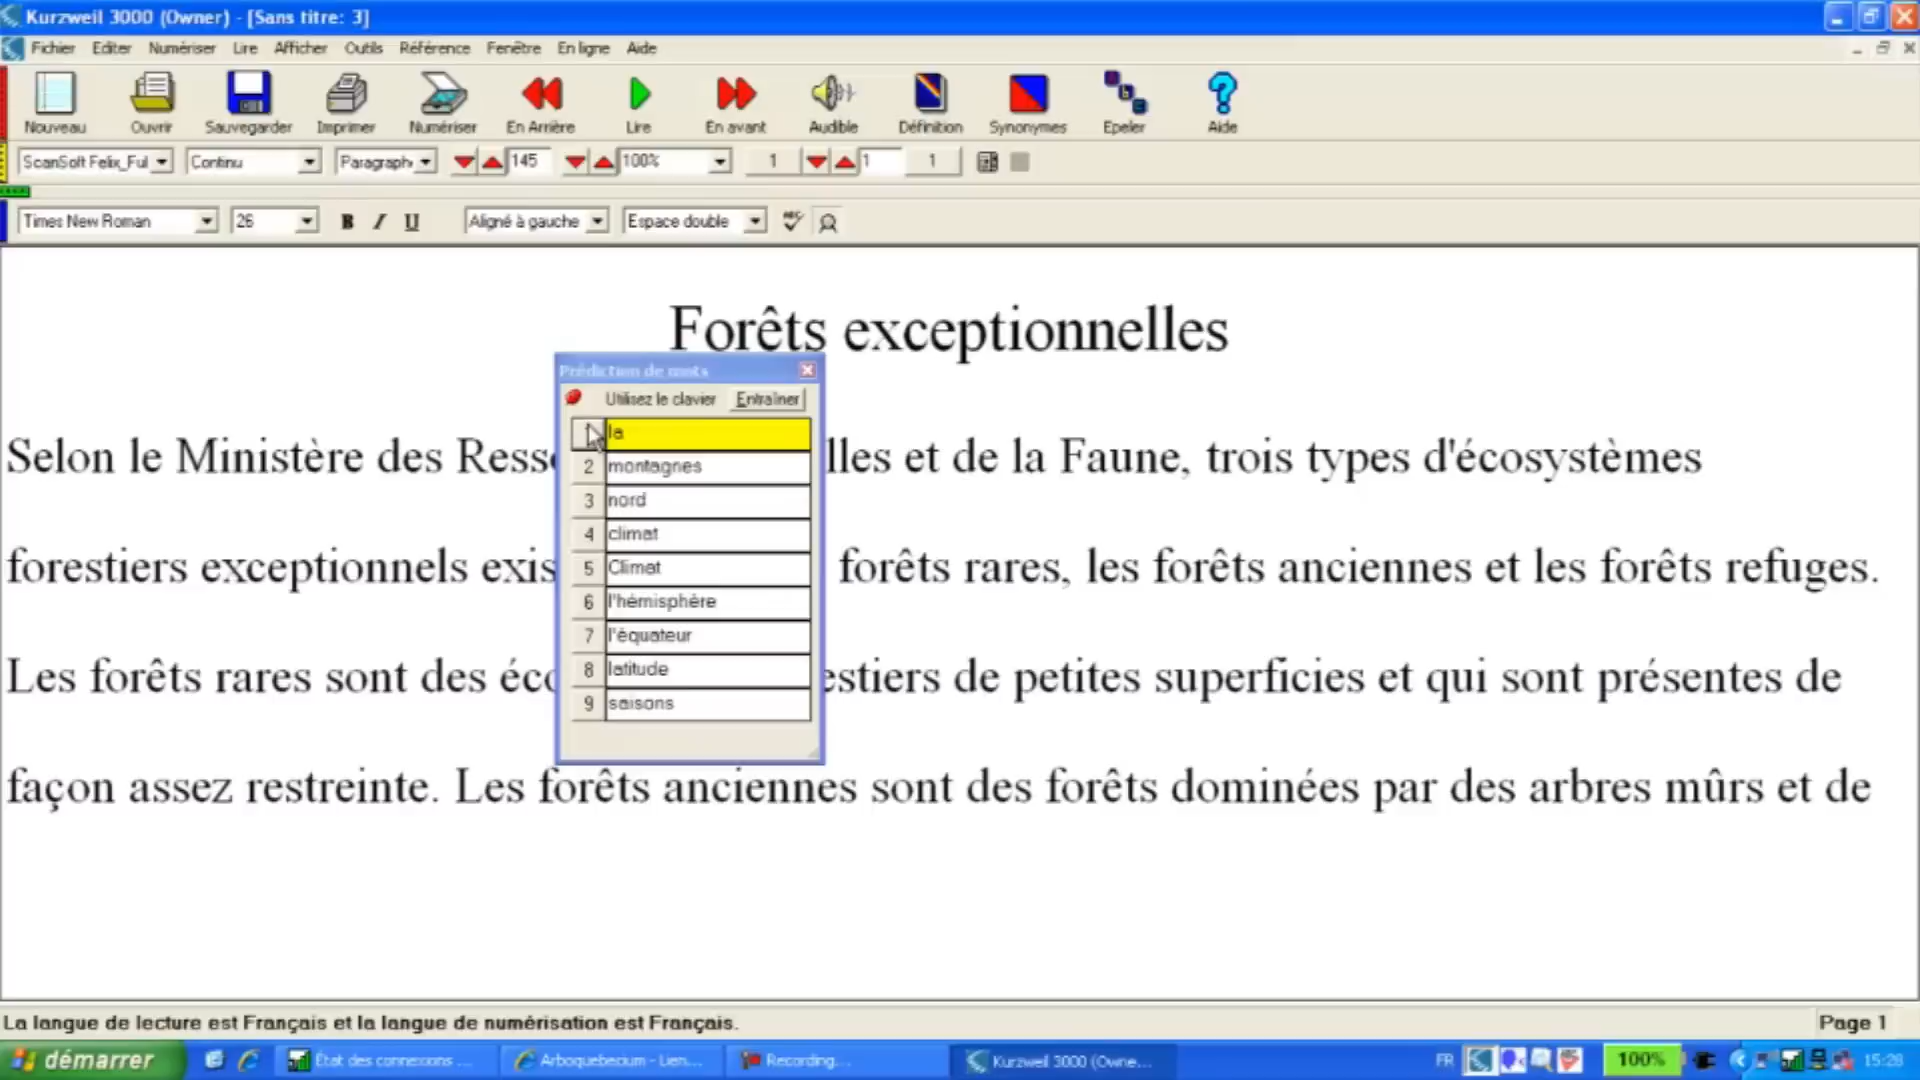 Kurzweil 3000 (Owner) - [Sans titre: 3]
Fichier Editer Numériser Lire Afficher Outils Référence Fenêtre En ligne Aide
Nouveau Ouvrir Sauvegarder Imprimer Numériser En Arrière Lire En avant Audible Définition Synonymes Epeler Aide
ScanSoft Felix_Ful Continu Paragraph 145 100% 1 1 1
Times New Roman 26 B I U Aligné à gauche Espace double
Forêts exceptionnelles
Prédiction de mots
Utilisez le clavier Entraîner
1 la
2 montagnes
3 nord
4 climat
5 Climat
6 l'hémisphère
7 l'équateur
8 latitude
9 saisons
Selon le Ministère des Resso lles et de la Faune, trois types d'écosystèmes
forestiers exceptionnels exis forêts rares, les forêts anciennes et les forêts refuges.
Les forêts rares sont des éco estiers de petites superficies et qui sont présentes de
façon assez restreinte. Les forêts anciennes sont des forêts dominées par des arbres mûrs et de
La langue de lecture est Français et la langue de numérisation est Français. Page 1
démarrer État des connexions ... Arboquebecium - Lien... Recording... Kurzweil 3000 (Owne... FR 100% 15:28